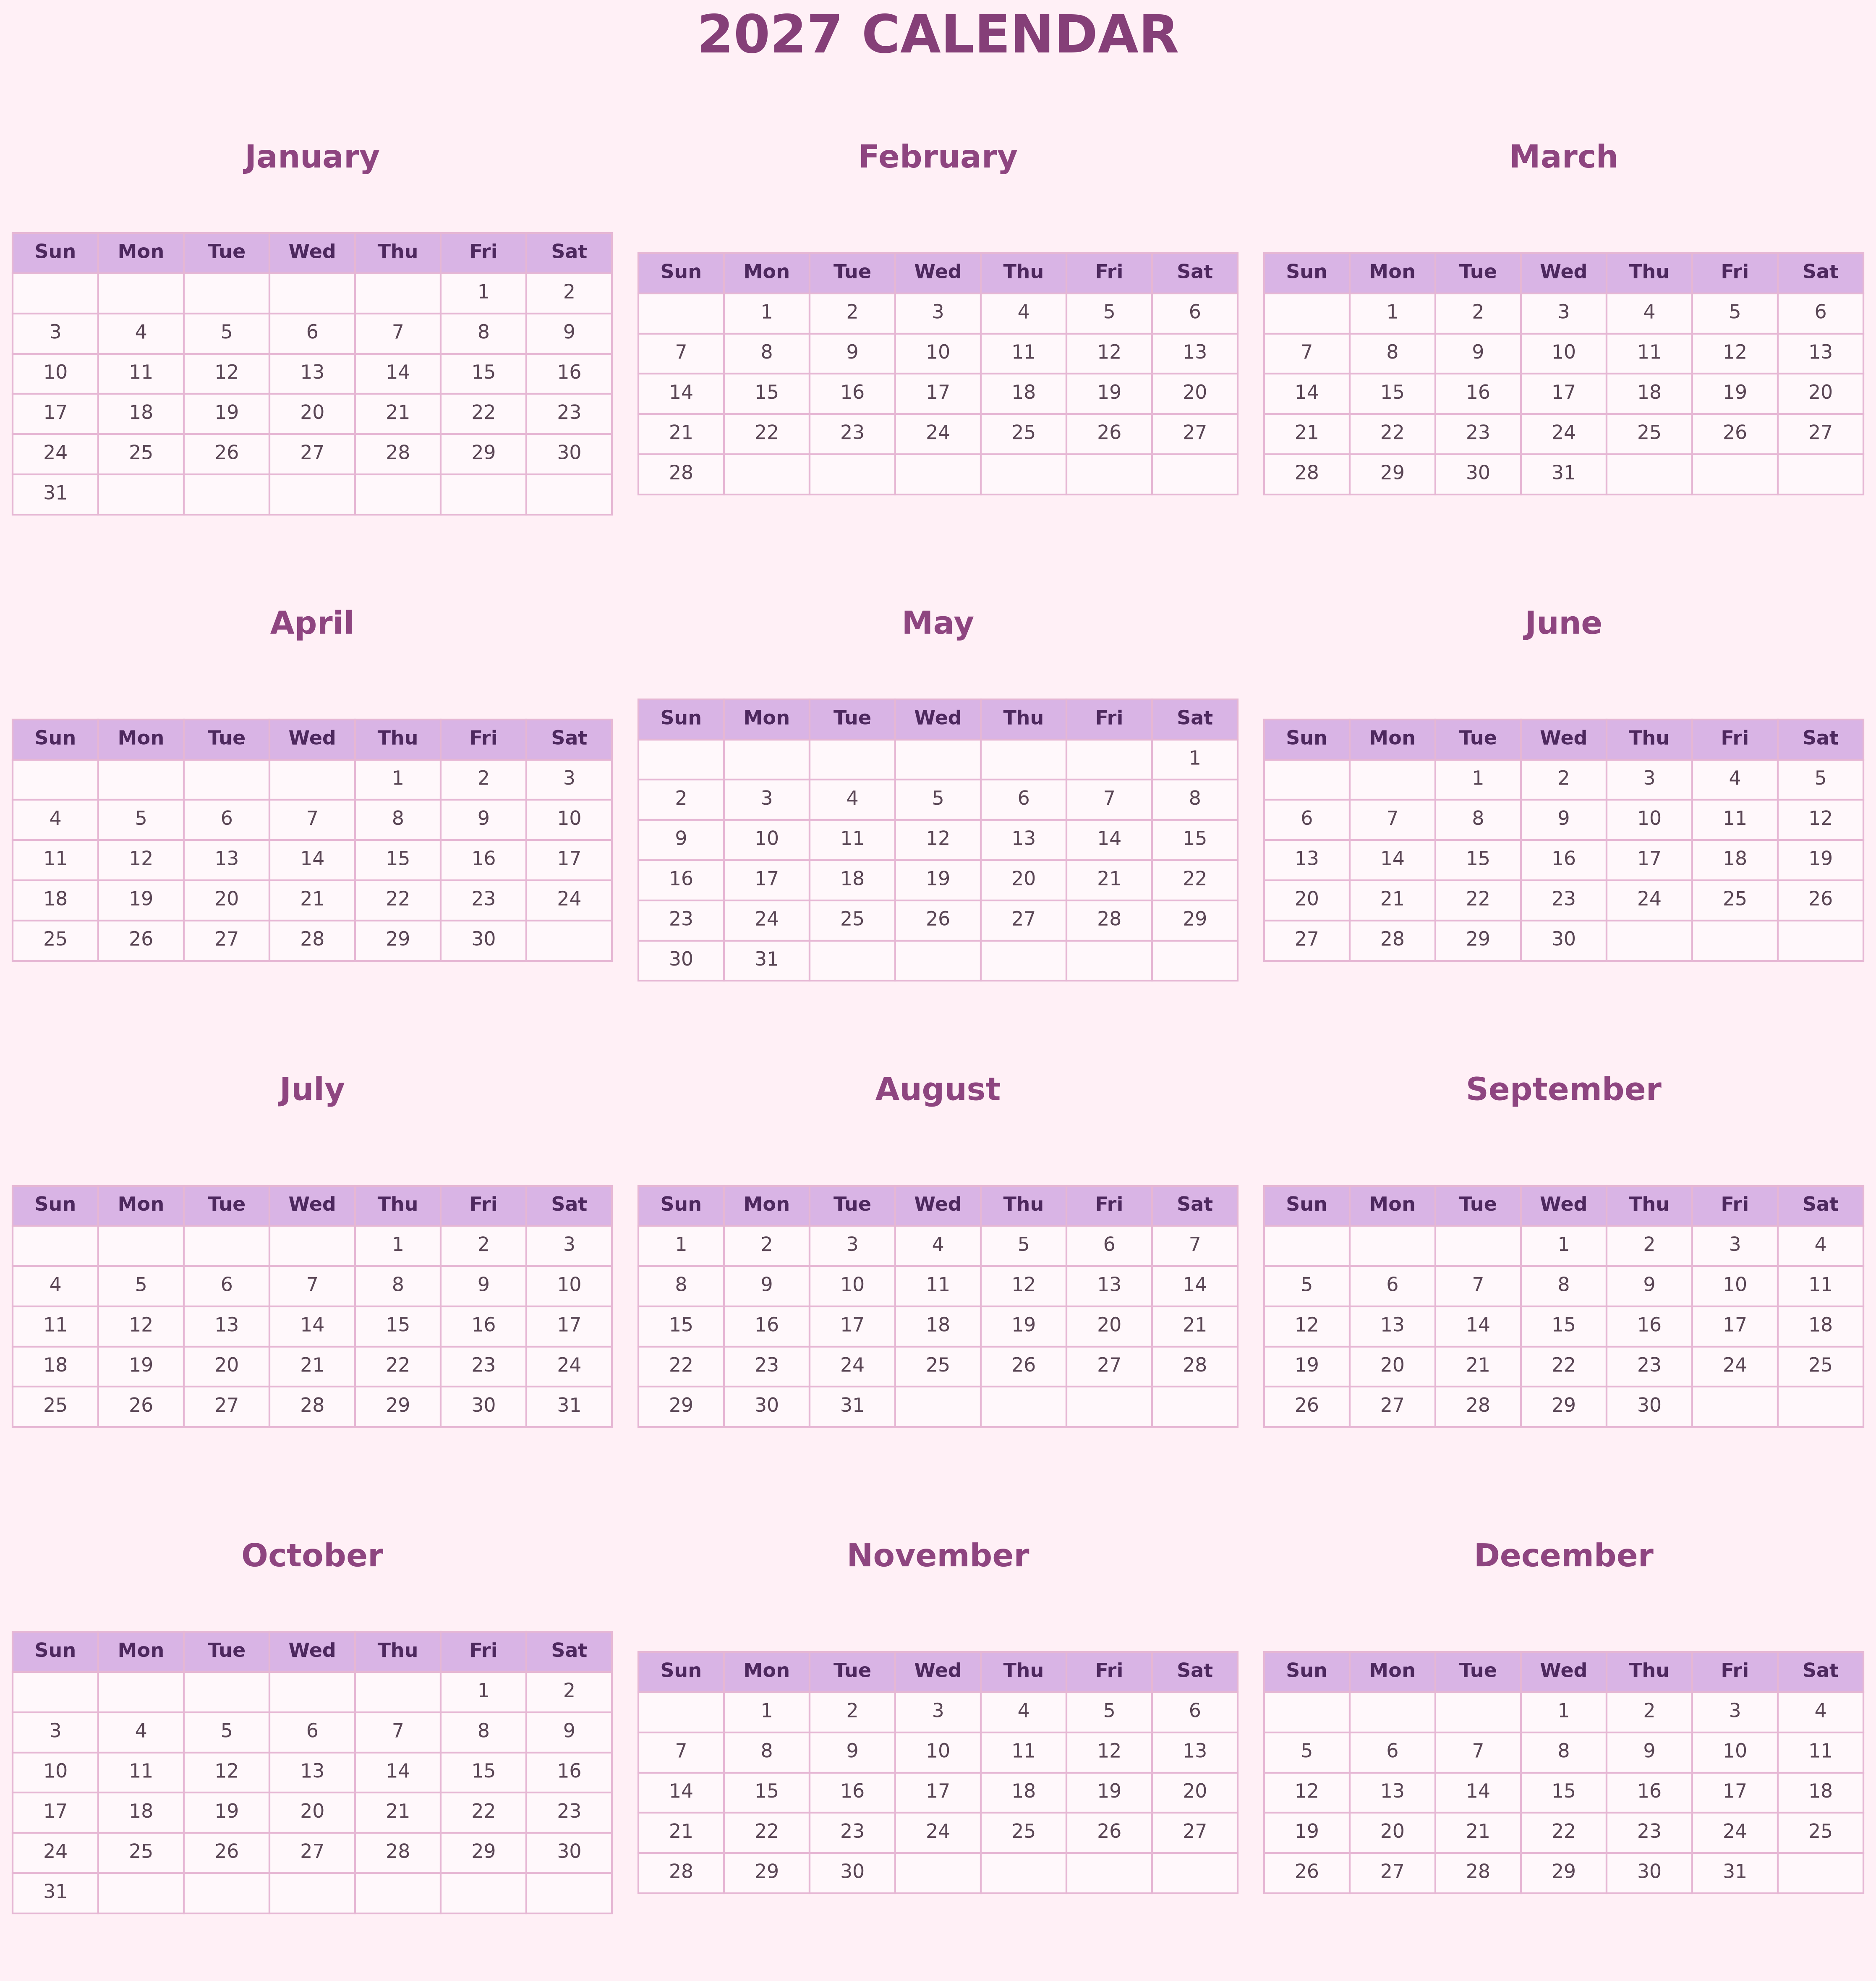 2027 CALENDAR
January
Sun Mon Tue Wed Thu Fri Sat
1 2
3 4 5 6 7 8 9
10 11 12 13 14 15 16
17 18 19 20 21 22 23
24 25 26 27 28 29 30
31
February
Sun Mon Tue Wed Thu Fri Sat
1 2 3 4 5 6
7 8 9 10 11 12 13
14 15 16 17 18 19 20
21 22 23 24 25 26 27
28
March
Sun Mon Tue Wed Thu Fri Sat
1 2 3 4 5 6
7 8 9 10 11 12 13
14 15 16 17 18 19 20
21 22 23 24 25 26 27
28 29 30 31
April
Sun Mon Tue Wed Thu Fri Sat
1 2 3
4 5 6 7 8 9 10
11 12 13 14 15 16 17
18 19 20 21 22 23 24
25 26 27 28 29 30
May
Sun Mon Tue Wed Thu Fri Sat
1
2 3 4 5 6 7 8
9 10 11 12 13 14 15
16 17 18 19 20 21 22
23 24 25 26 27 28 29
30 31
June
Sun Mon Tue Wed Thu Fri Sat
1 2 3 4 5
6 7 8 9 10 11 12
13 14 15 16 17 18 19
20 21 22 23 24 25 26
27 28 29 30
July
Sun Mon Tue Wed Thu Fri Sat
1 2 3
4 5 6 7 8 9 10
11 12 13 14 15 16 17
18 19 20 21 22 23 24
25 26 27 28 29 30 31
August
Sun Mon Tue Wed Thu Fri Sat
1 2 3 4 5 6 7
8 9 10 11 12 13 14
15 16 17 18 19 20 21
22 23 24 25 26 27 28
29 30 31
September
Sun Mon Tue Wed Thu Fri Sat
1 2 3 4
5 6 7 8 9 10 11
12 13 14 15 16 17 18
19 20 21 22 23 24 25
26 27 28 29 30
October
Sun Mon Tue Wed Thu Fri Sat
1 2
3 4 5 6 7 8 9
10 11 12 13 14 15 16
17 18 19 20 21 22 23
24 25 26 27 28 29 30
31
November
Sun Mon Tue Wed Thu Fri Sat
1 2 3 4 5 6
7 8 9 10 11 12 13
14 15 16 17 18 19 20
21 22 23 24 25 26 27
28 29 30
December
Sun Mon Tue Wed Thu Fri Sat
1 2 3 4
5 6 7 8 9 10 11
12 13 14 15 16 17 18
19 20 21 22 23 24 25
26 27 28 29 30 31